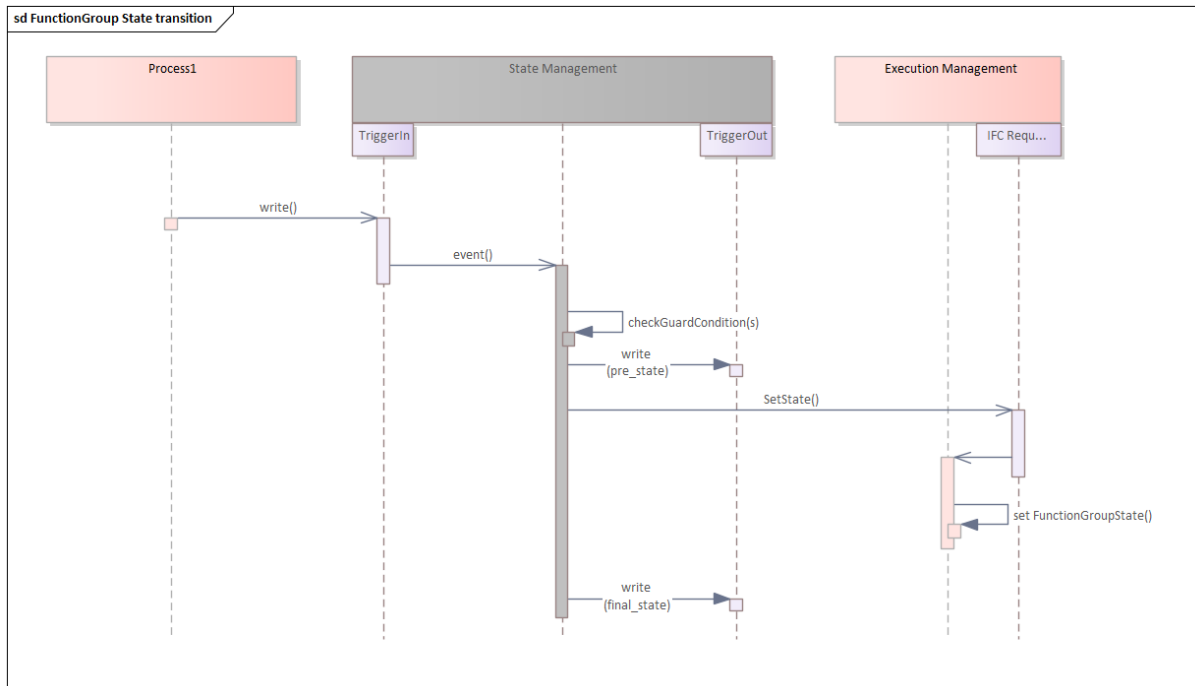 sd FunctionGroup State transition
Process1
State Management
Execution Management
TriggerIn
TriggerOut
IFC Requ...
write()
event()
checkGuardCondition(s)
write
(pre_state)
SetState()
set FunctionGroupState()
write
(final_state)